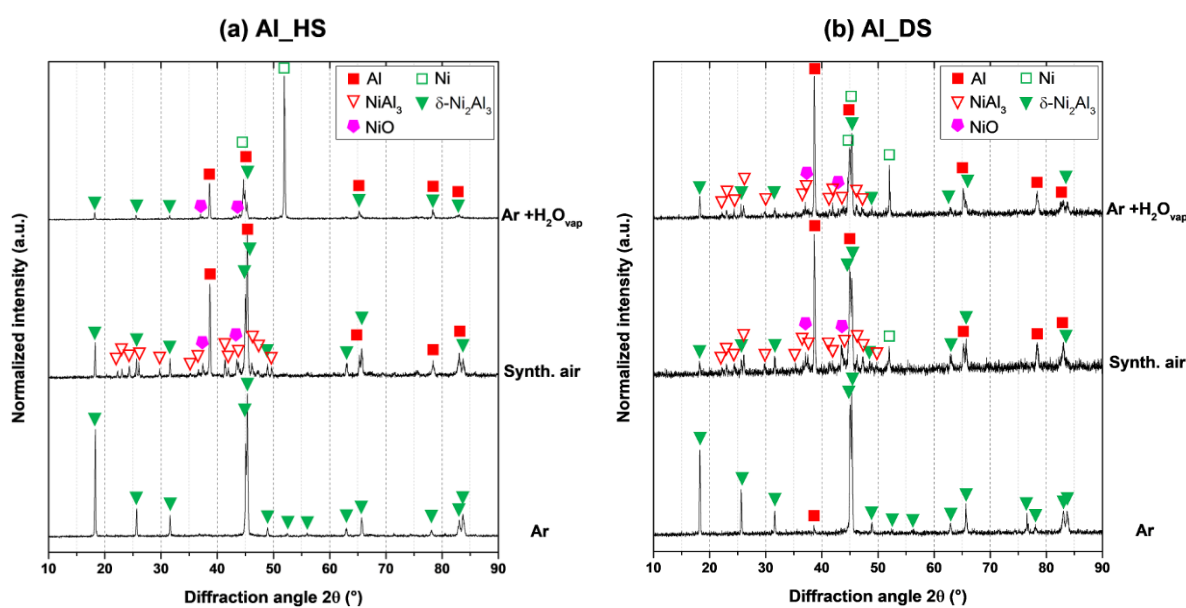 (a) Al_HS
Al
Ni
NiAl₃
δ-Ni₂Al₃
NiO
Ar +H₂Ovap
Synth. air
Ar
Normalized intensity (a.u.)
10 20 30 40 50 60 70 80 90
Diffraction angle 2θ (°)
(b) Al_DS
Al
Ni
NiAl₃
δ-Ni₂Al₃
NiO
Ar +H₂Ovap
Synth. air
Ar
Normalized intensity (a.u.)
10 20 30 40 50 60 70 80 90
Diffraction angle 2θ (°)